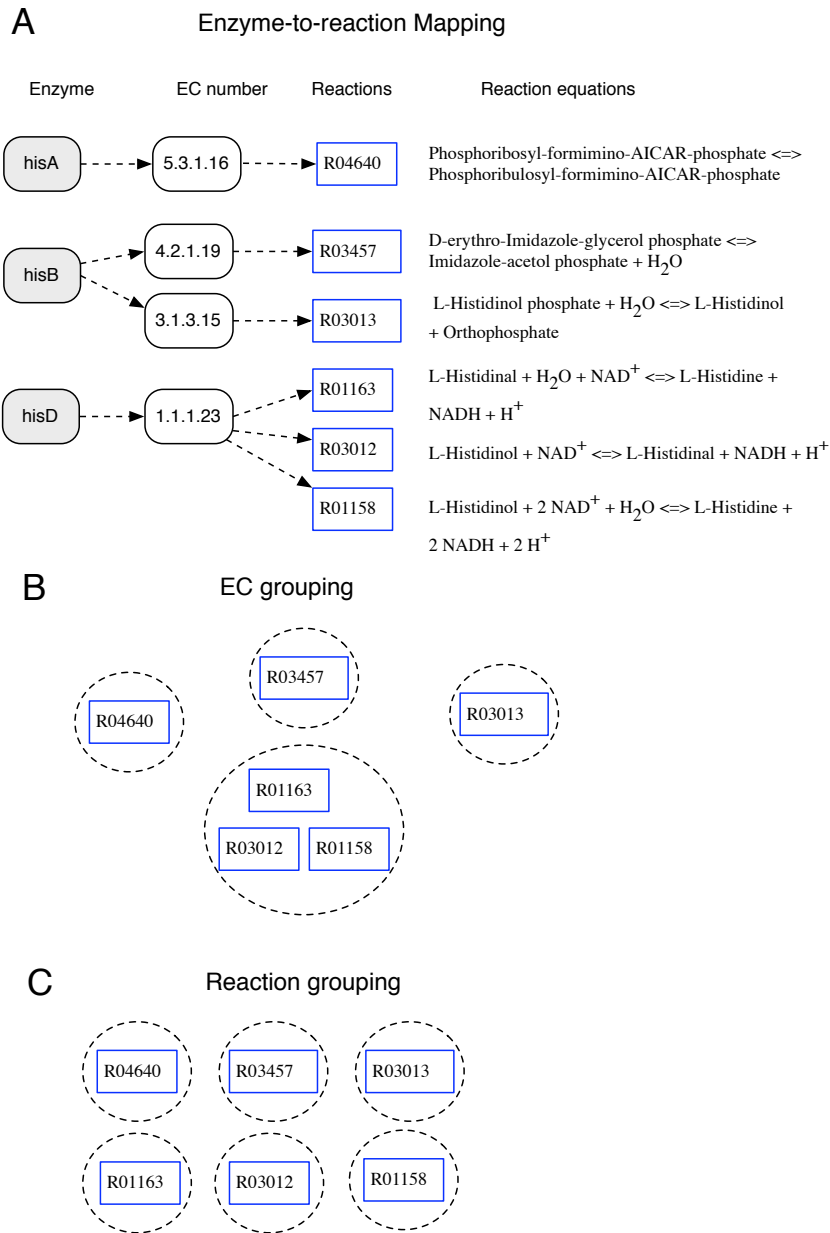 A
Enzyme-to-reaction Mapping
Enzyme EC number Reactions Reaction equations
hisA 5.3.1.16 R04640
Phosphoribosyl-formimino-AICAR-phosphate <=>
Phosphoribulosyl-formimino-AICAR-phosphate
hisB
4.2.1.19 R03457
D-erythro-Imidazole-glycerol phosphate <=>
Imidazole-acetol phosphate + H2O
3.1.3.15 R03013
L-Histidinol phosphate + H2O <=> L-Histidinol
+ Orthophosphate
hisD 1.1.1.23
R01163
L-Histidinal + H2O + NAD+ <=> L-Histidine +
NADH + H+
R03012 L-Histidinol + NAD+ <=> L-Histidinal + NADH + H+
R01158 L-Histidinol + 2 NAD+ + H2O <=> L-Histidine +
2 NADH + 2 H+
B
EC grouping
R03457
R04640 R03013
R01163
R03012 R01158
C
Reaction grouping
R04640 R03457 R03013
R01163 R03012 R01158